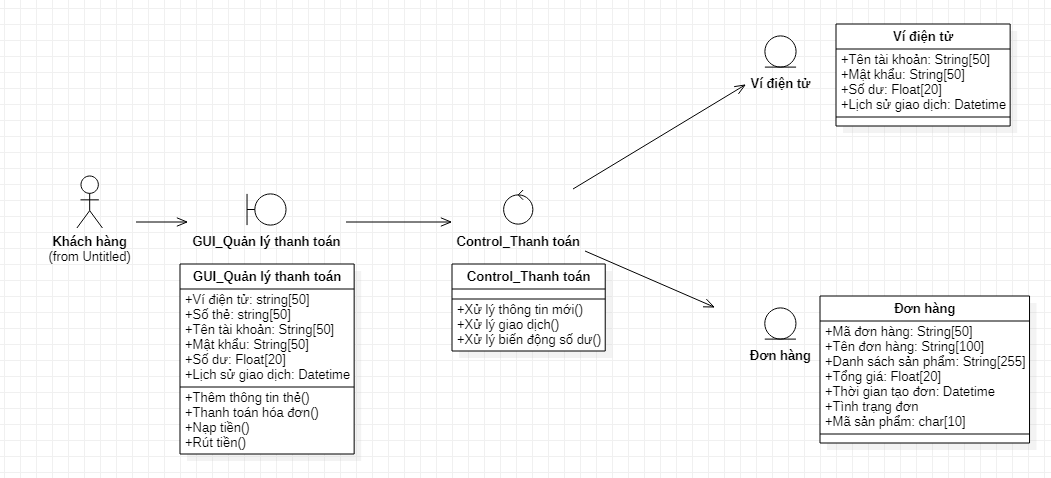 Khách hàng
(from Untitled)
GUI_Quản lý thanh toán
GUI_Quản lý thanh toán
+Ví điện tử: string[50]
+Số thẻ: string[50]
+Tên tài khoản: String[50]
+Mật khẩu: String[50]
+Số dư: Float[20]
+Lịch sử giao dịch: Datetime
+Thêm thông tin thẻ()
+Thanh toán hóa đơn()
+Nạp tiền()
+Rút tiền()
Control_Thanh toán
Control_Thanh toán
+Xử lý thông tin mới()
+Xử lý giao dịch()
+Xử lý biến động số dư()
Ví điện tử
Ví điện tử
+Tên tài khoản: String[50]
+Mật khẩu: String[50]
+Số dư: Float[20]
+Lịch sử giao dịch: Datetime
Đơn hàng
Đơn hàng
+Mã đơn hàng: String[50]
+Tên đơn hàng: String[100]
+Danh sách sản phẩm: String[255]
+Tổng giá: Float[20]
+Thời gian tạo đơn: Datetime
+Tình trạng đơn
+Mã sản phẩm: char[10]